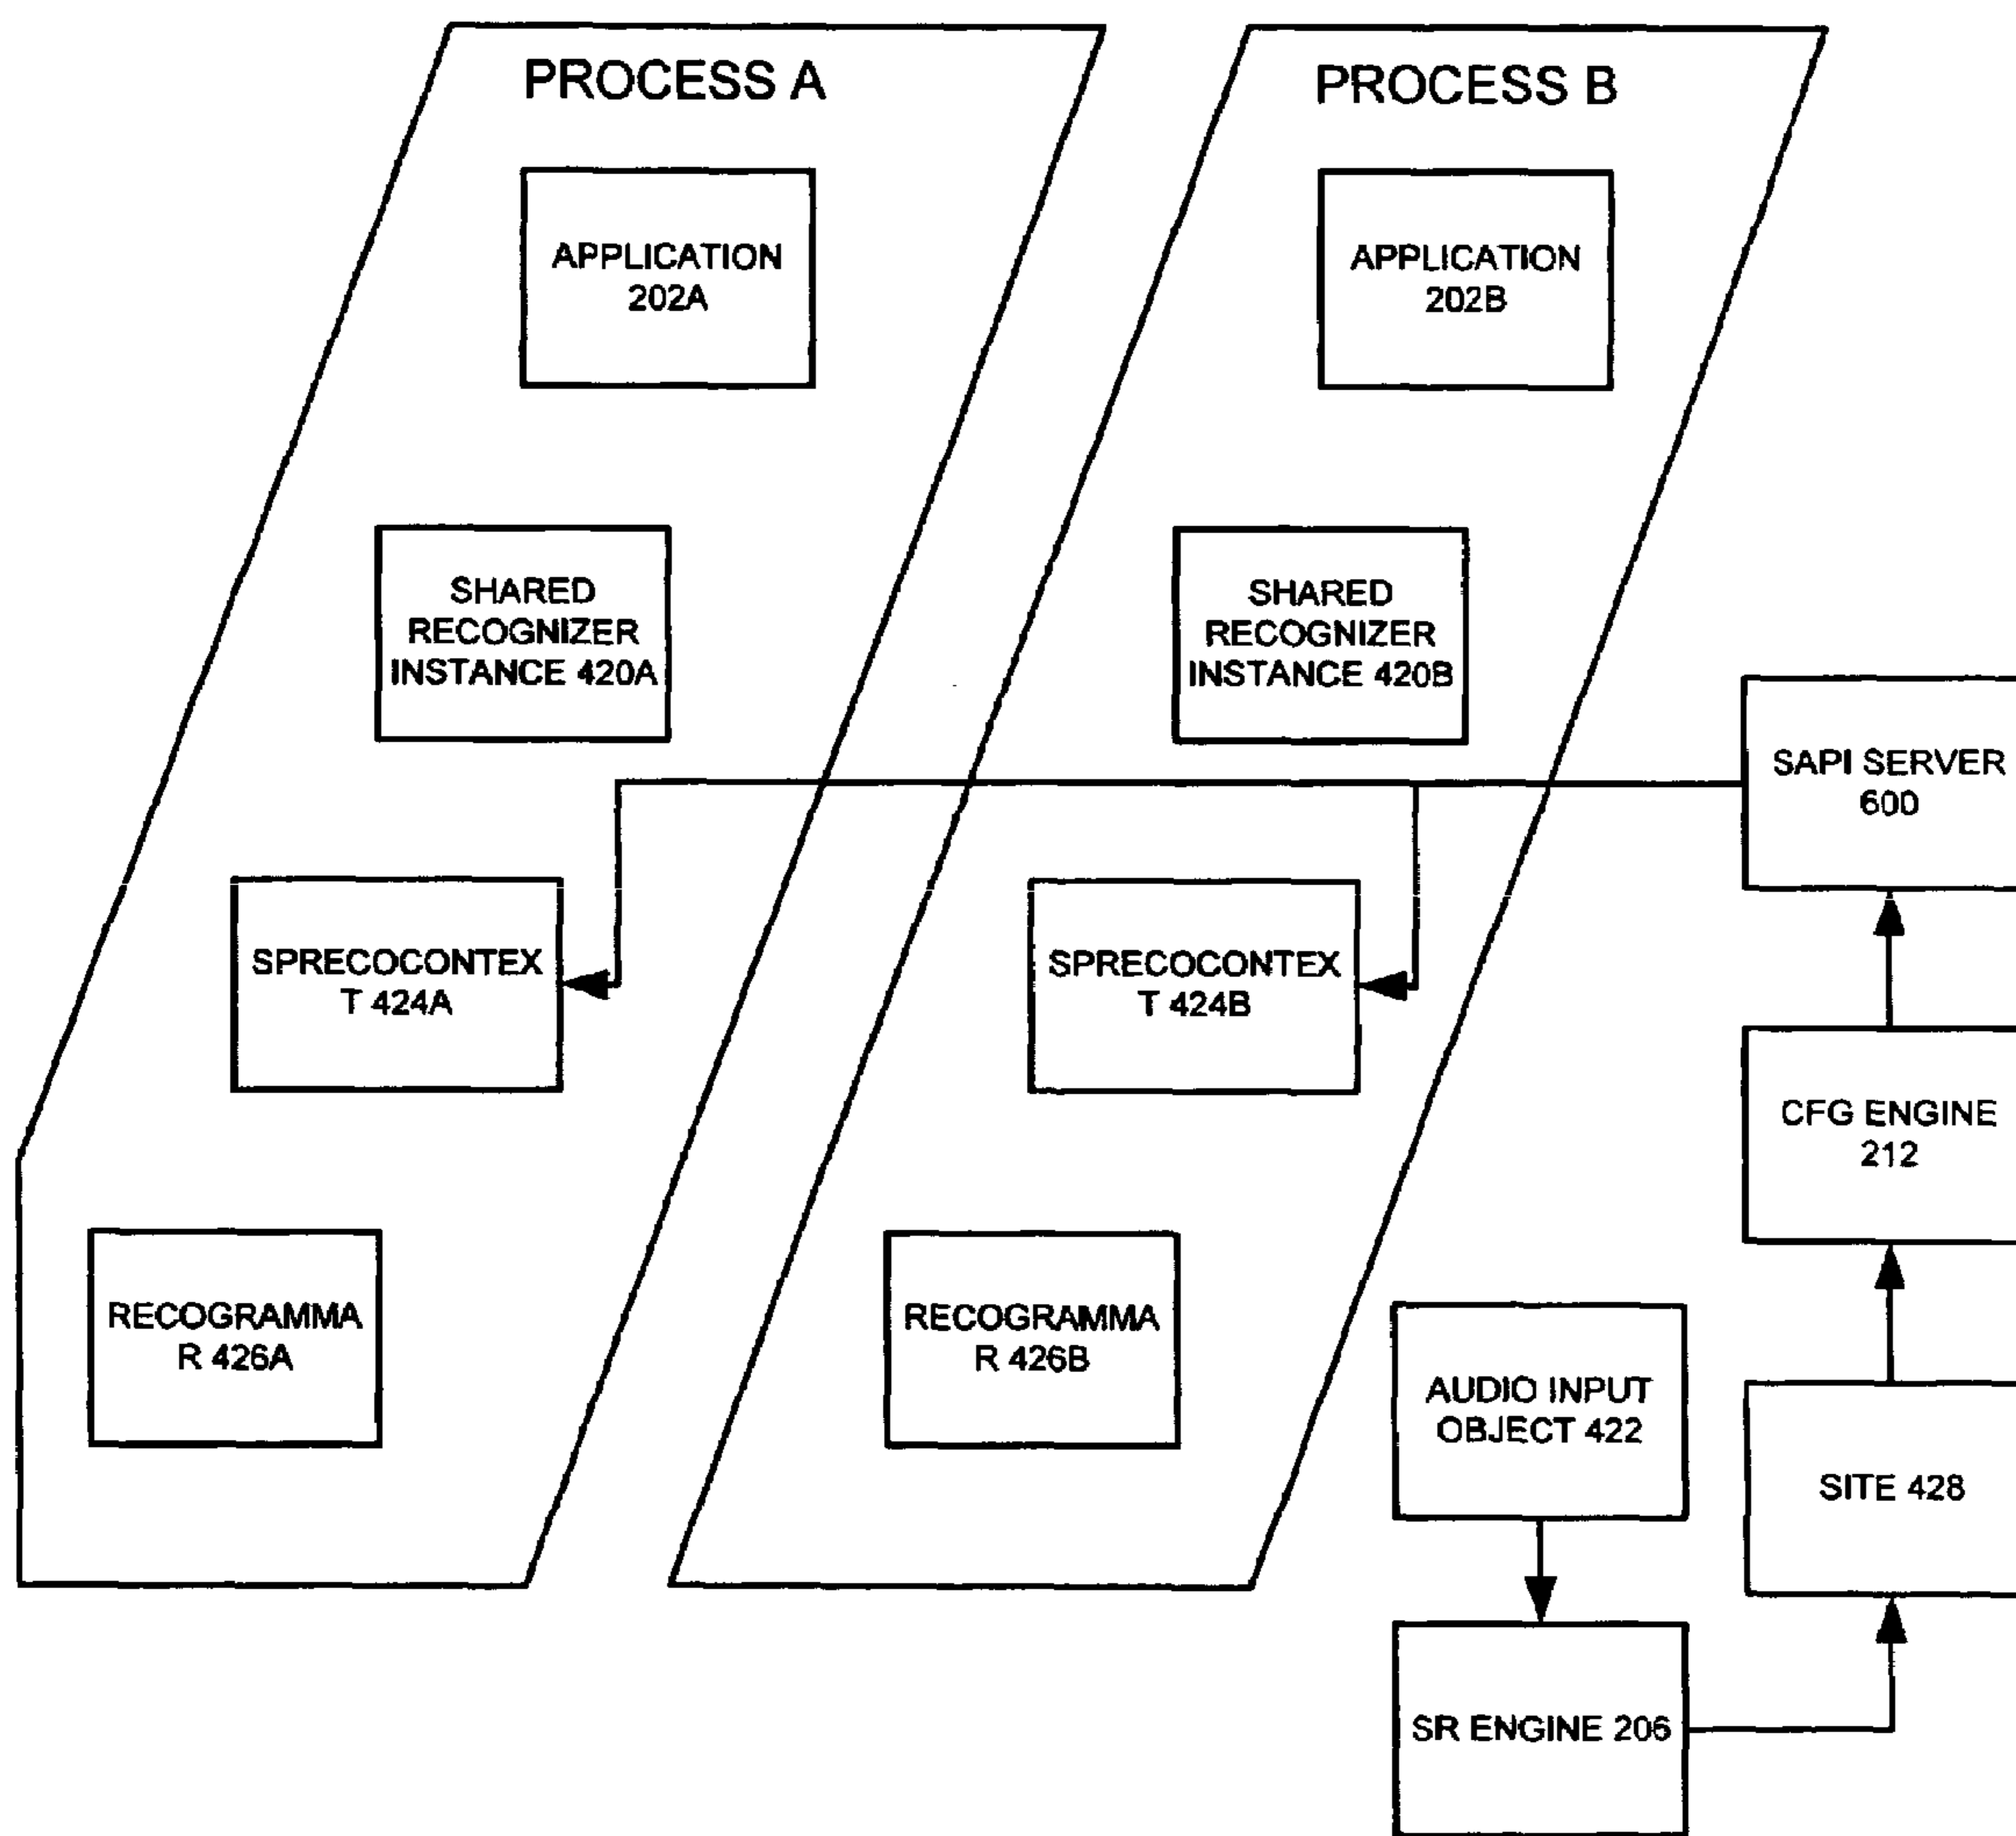 PROCESS A
APPLICATION
202A
SHARED
RECOGNIZER
INSTANCE 420A
SPRECOCONTEX
T 424A
RECOGRAMMA
R 426A
PROCESS B
APPLICATION
202B
SHARED
RECOGNIZER
INSTANCE 420B
SPRECOCONTEX
T 424B
RECOGRAMMA
R 426B
SAPI SERVER
600
CFG ENGINE
212
SITE 428
AUDIO INPUT
OBJECT 422
SR ENGINE 206